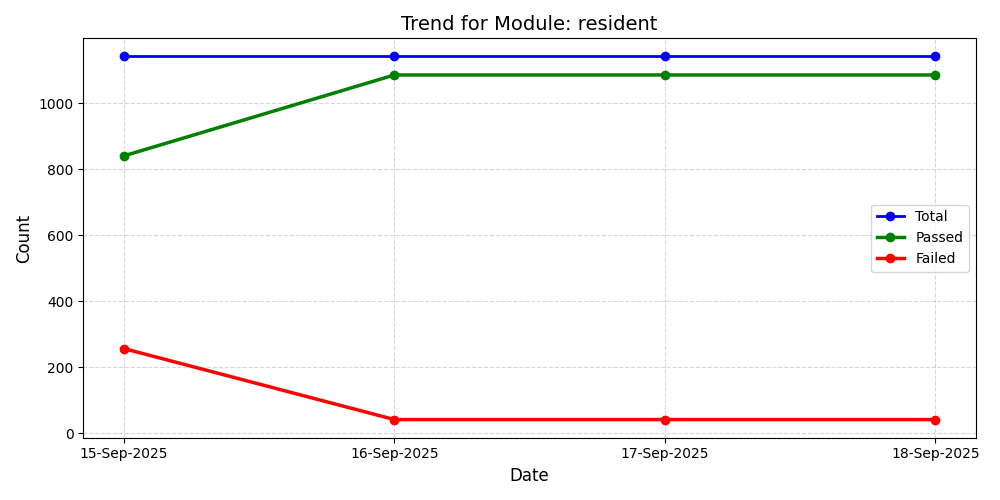 Trend for Module: resident
Count
1000
800
600
400
200
0
Total
Passed
Failed
15-Sep-2025
16-Sep-2025
17-Sep-2025
18-Sep-2025
Date